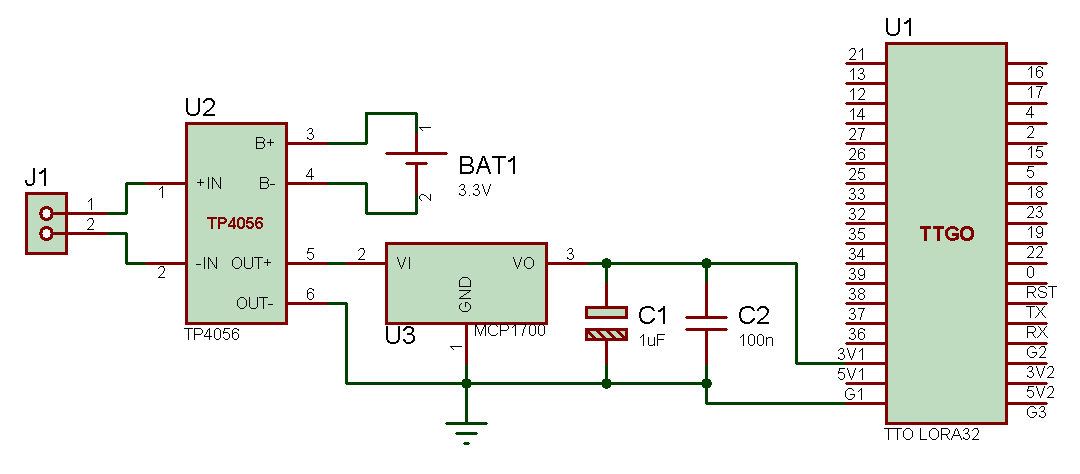 J1
1
2
U2
1
+IN
2
-IN
TP4056
B+
3
B-
4
OUT+
5
OUT-
6
TP4056
1
2
BAT1
3.3V
2
VI
VO
3
GND
1
U3
MCP1700
C1
1uF
C2
100n
U1
21
13
12
14
27
26
25
33
32
35
34
39
38
37
36
3V1
5V1
G1
TTGO
16
17
4
2
15
5
18
23
19
22
0
RST
TX
RX
G2
3V2
5V2
G3
TTO LORA32